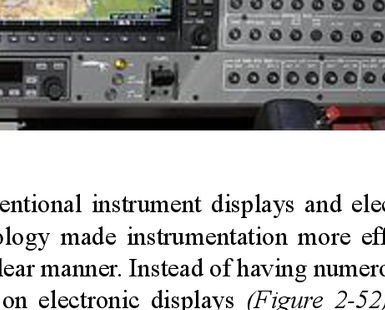 entional instrument displays and elec
ology made instrumentation more eff
lear manner. Instead of having numero
on electronic displays (Figure 2-52)